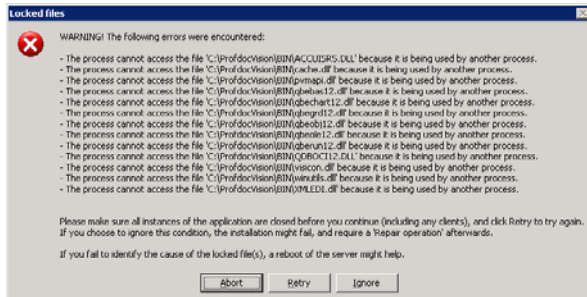 Locked files
WARNING! The following errors were encountered:
- The process cannot access the file 'C:\ProfdocVision\BIN\ACCUISR5.DLL' because it is being used by another process.
- The process cannot access the file 'C:\ProfdocVision\BIN\cache.dll' because it is being used by another process.
- The process cannot access the file 'C:\ProfdocVision\BIN\pvmapi.dll' because it is being used by another process.
- The process cannot access the file 'C:\ProfdocVision\BIN\qbebas12.dll' because it is being used by another process.
- The process cannot access the file 'C:\ProfdocVision\BIN\qbechart12.dll' because it is being used by another process.
- The process cannot access the file 'C:\ProfdocVision\BIN\qbegrd12.dll' because it is being used by another process.
- The process cannot access the file 'C:\ProfdocVision\BIN\qbeobj12.dll' because it is being used by another process.
- The process cannot access the file 'C:\ProfdocVision\BIN\qbeole12.dll' because it is being used by another process.
- The process cannot access the file 'C:\ProfdocVision\BIN\qberun12.dll' because it is being used by another process.
- The process cannot access the file 'C:\ProfdocVision\BIN\QDBOCI12.DLL' because it is being used by another process.
- The process cannot access the file 'C:\ProfdocVision\BIN\viscon.dll' because it is being used by another process.
- The process cannot access the file 'C:\ProfdocVision\BIN\winutils.dll' because it is being used by another process.
- The process cannot access the file 'C:\ProfdocVision\BIN\XMLEDI.dll' because it is being used by another process.
Please make sure all instances of the application are closed before you continue (including any clients), and click Retry to try again.
If you choose to ignore this condition, the installation might fail, and require a 'Repair operation' afterwards.
If you fail to identify the cause of the locked file(s), a reboot of the server might help.
Abort Retry Ignore